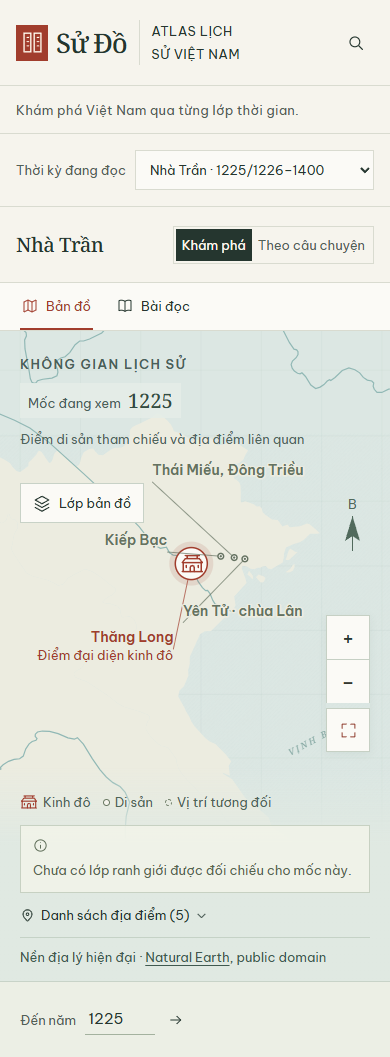 Sử Đồ
ATLAS LỊCH
SỬ VIỆT NAM
Khám phá Việt Nam qua từng lớp thời gian.
Thời kỳ đang đọc
Nhà Trần · 1225/1226–1400
Nhà Trần
Khám phá
Theo câu chuyện
Bản đồ
Bài đọc
KHÔNG GIAN LỊCH SỬ
Mốc đang xem 1225
Điểm di sản tham chiếu và địa điểm liên quan
Thái Miếu, Đông Triều
Lớp bản đồ
B
Kiếp Bạc
Yên Tử · chùa Lân
Thăng Long
Điểm đại diện kinh đô
+
−
VỊNH
Kinh đô
Di sản
Vị trí tương đối
Chưa có lớp ranh giới được đối chiếu cho mốc này.
Danh sách địa điểm (5)
Nền địa lý hiện đại · Natural Earth, public domain
Đến năm 1225 →